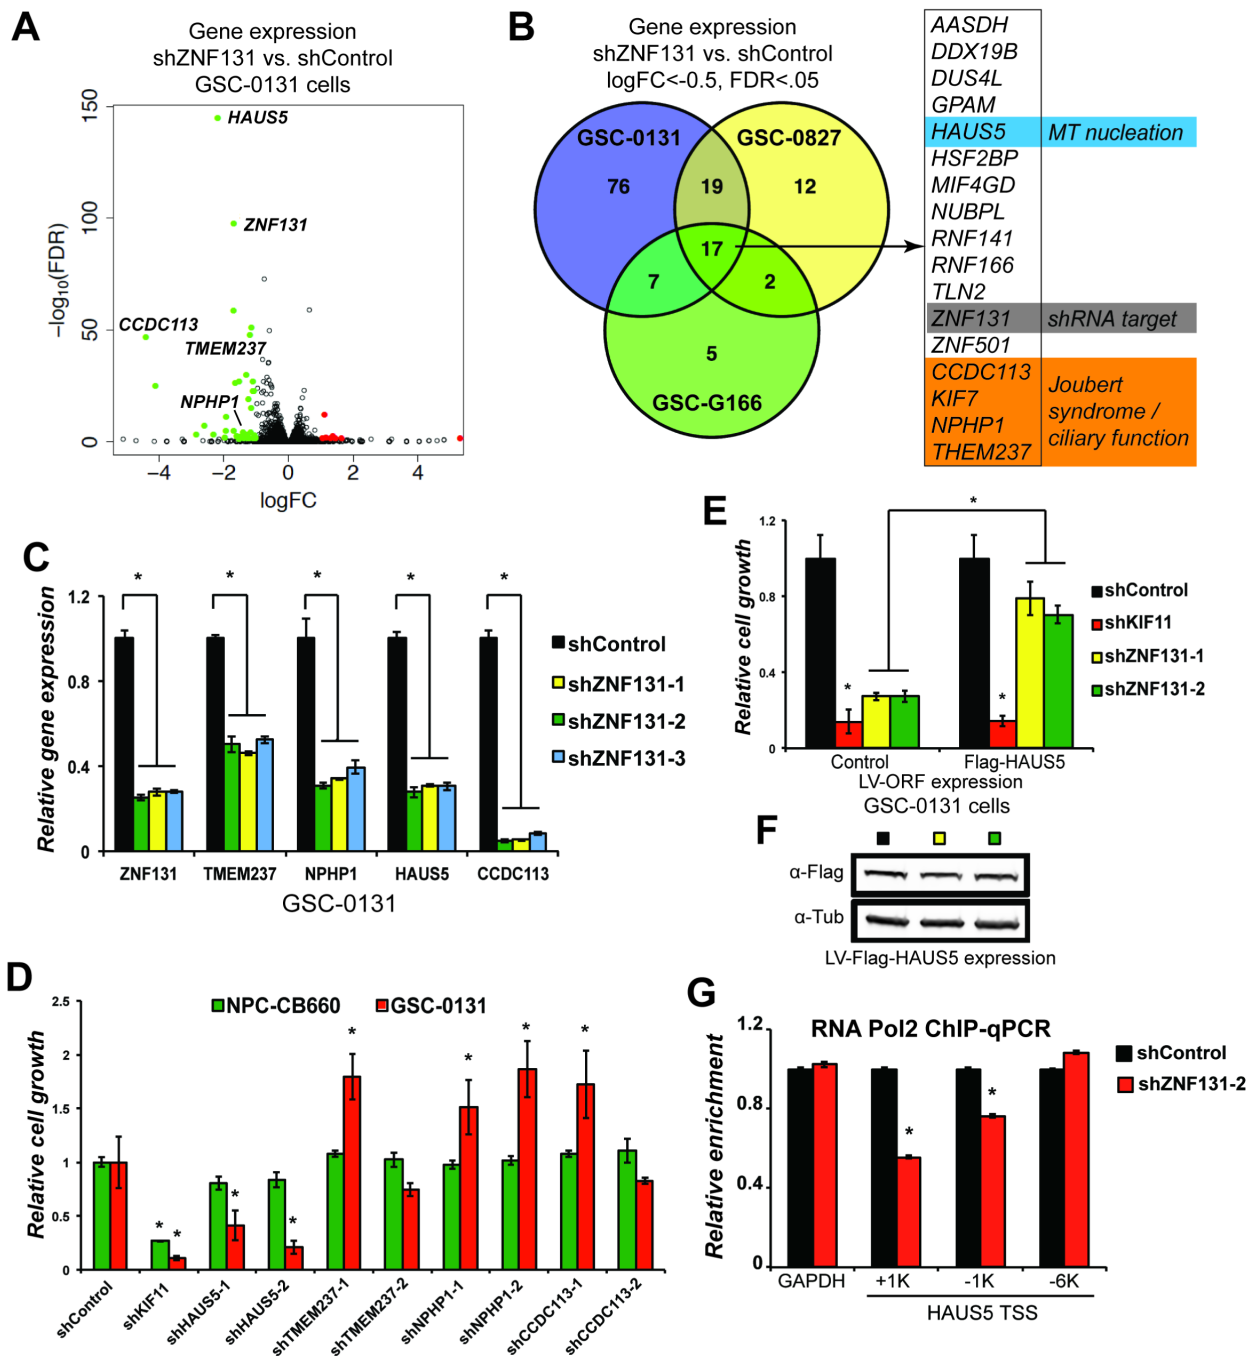 A
Gene expression
shZNF131 vs. shControl
GSC-0131 cells
150
100
50
0
−log10(FDR)
HAUS5
ZNF131
CCDC113
TMEM237
NPHP1
−4
−2
0
2
4
logFC
B
Gene expression
shZNF131 vs. shControl
logFC<-0.5, FDR<.05
GSC-0131
GSC-0827
76
19
12
17
7
2
5
GSC-G166
AASDH
DDX19B
DUS4L
GPAM
HAUS5 MT nucleation
HSF2BP
MIF4GD
NUBPL
RNF141
RNF166
TLN2
ZNF131 shRNA target
ZNF501
CCDC113
KIF7
NPHP1
THEM237
Joubert
syndrome /
ciliary function
C
Relative gene expression
1.2
0.8
0.4
0
*
*
*
*
*
ZNF131
TMEM237
NPHP1
HAUS5
CCDC113
GSC-0131
shControl
shZNF131-1
shZNF131-2
shZNF131-3
D
Relative cell growth
2.5
2
1.5
1
0.5
0
NPC-CB660
GSC-0131
*
*
*
*
*
*
*
*
shControl
shKIF11
shHAUS5-1
shHAUS5-2
shTMEM237-1
shTMEM237-2
shNPHP1-1
shNPHP1-2
shCCDC113-1
shCCDC113-2
E
Relative cell growth
1.2
0.8
0.4
0
*
*
*
Control
Flag-HAUS5
LV-ORF expression
GSC-0131 cells
shControl
shKIF11
shZNF131-1
shZNF131-2
F
α-Flag
α-Tub
LV-Flag-HAUS5 expression
G
RNA Pol2 ChIP-qPCR
Relative enrichment
1.2
0.8
0.4
0
*
*
GAPDH
+1K
-1K
-6K
HAUS5 TSS
shControl
shZNF131-2